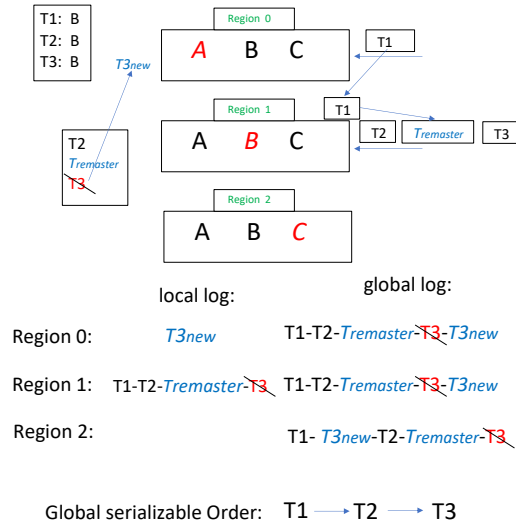 T1: B
T2: B
T3: B
Region 0
A B C
T1
T3new
Region 1
T1
A B C
T2
Tremaster
T3
T2
Tremaster
T3
Region 2
A B C
local log:
global log:
Region 0:
T3new
T1-T2-Tremaster-T3-T3new
Region 1:
T1-T2-Tremaster-T3
T1-T2-Tremaster-T3-T3new
Region 2:
T1- T3new-T2-Tremaster-T3
Global serializable Order: T1 T2 T3